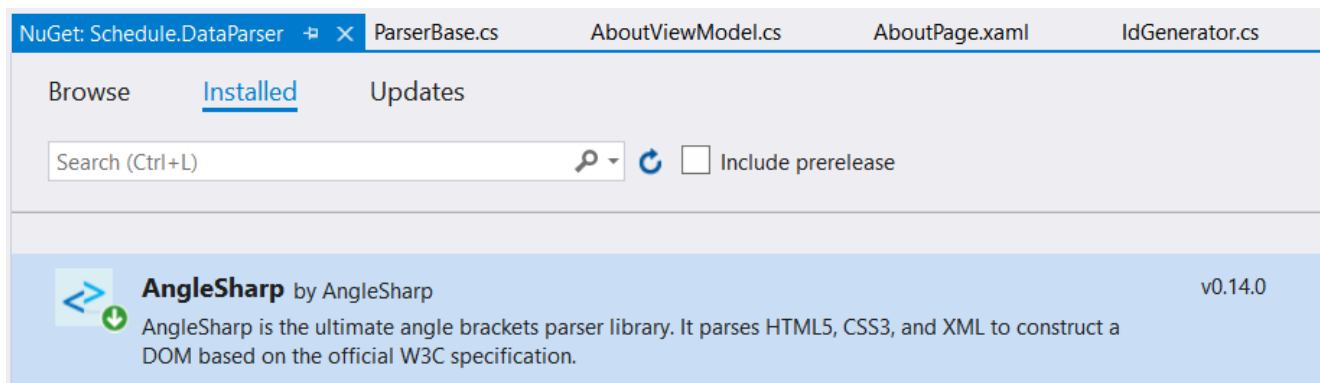 NuGet: Schedule.DataParser ParserBase.cs AboutViewModel.cs AboutPage.xaml IdGenerator.cs
Browse Installed Updates
Search (Ctrl+L) Include prerelease
AngleSharp by AngleSharp v0.14.0
AngleSharp is the ultimate angle brackets parser library. It parses HTML5, CSS3, and XML to construct a
DOM based on the official W3C specification.